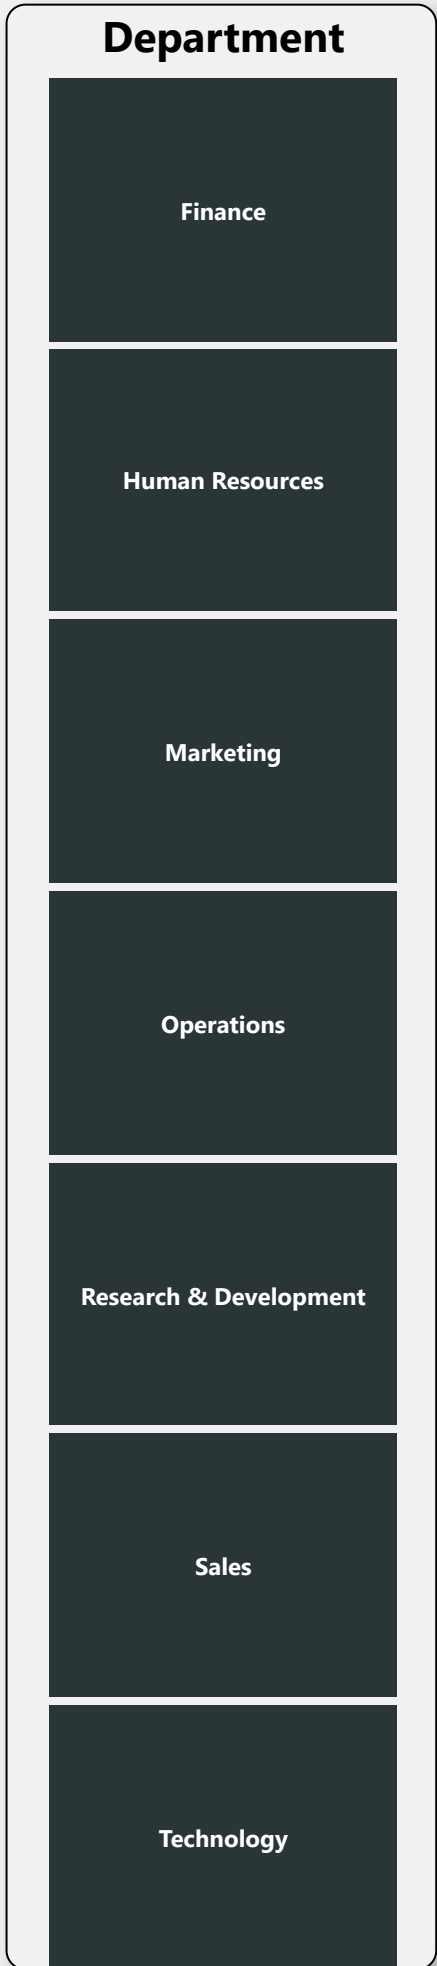 Department
Finance
Human Resources
Marketing
Operations
Research & Development
Sales
Technology